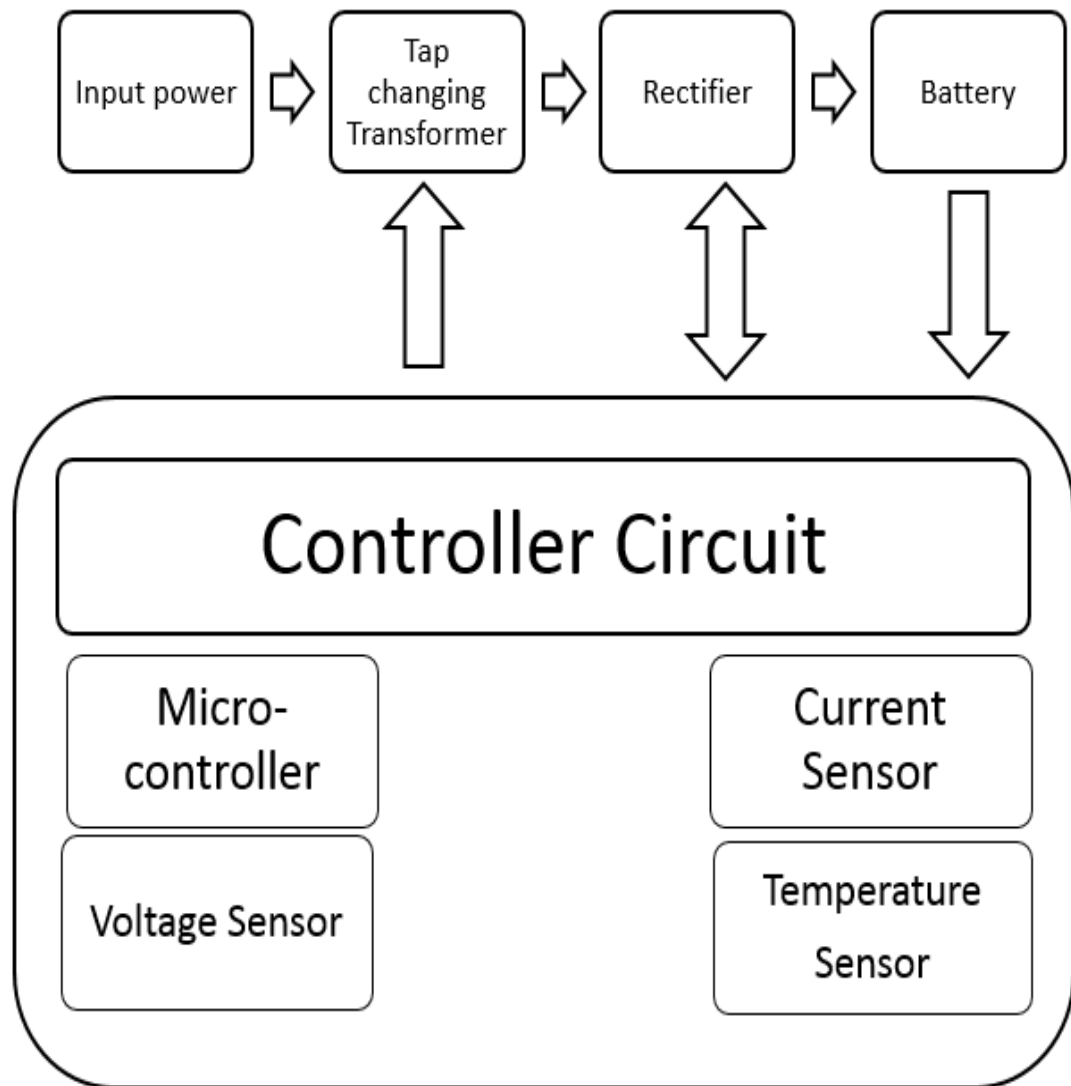 Input power
Tap
changing
Transformer
Rectifier
Battery
Controller Circuit
Micro-
controller
Current
Sensor
Voltage Sensor
Temperature
Sensor